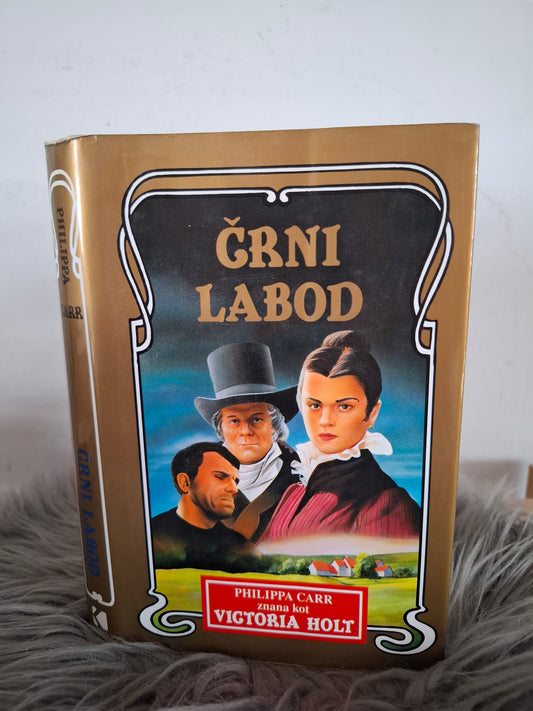 PHILIPPA
CARR
ČRNI LABOD
ČRNI
LABOD
PHILIPPA CARR
znana kot
VICTORIA HOLT